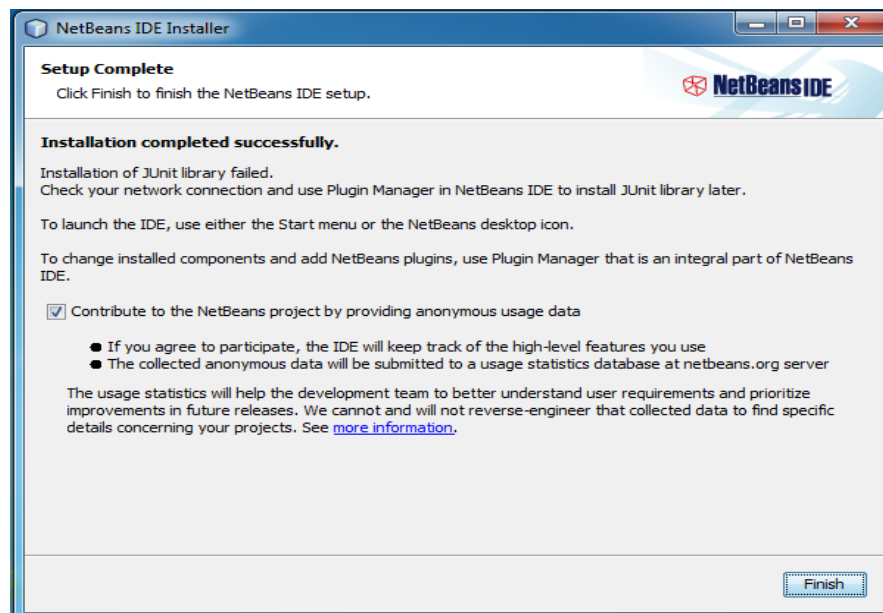 NetBeans IDE Installer
Setup Complete
Click Finish to finish the NetBeans IDE setup.
NetBeans IDE
Installation completed successfully.
Installation of JUnit library failed.
Check your network connection and use Plugin Manager in NetBeans IDE to install JUnit library later.
To launch the IDE, use either the Start menu or the NetBeans desktop icon.
To change installed components and add NetBeans plugins, use Plugin Manager that is an integral part of NetBeans
IDE.
Contribute to the NetBeans project by providing anonymous usage data
● If you agree to participate, the IDE will keep track of the high-level features you use
● The collected anonymous data will be submitted to a usage statistics database at netbeans.org server
The usage statistics will help the development team to better understand user requirements and prioritize
improvements in future releases. We cannot and will not reverse-engineer that collected data to find specific
details concerning your projects. See more information.
Finish